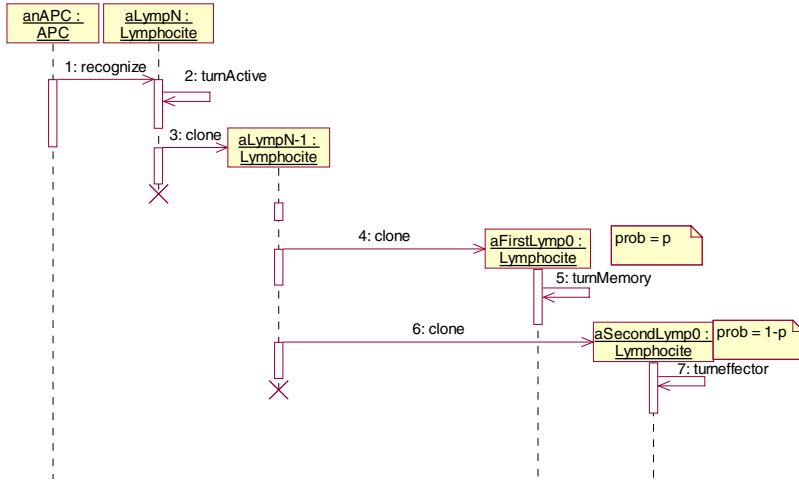 anAPC :
APC
aLympN :
Lymphocite
1: recognize
2: turnActive
3: clone
aLympN-1 :
Lymphocite
4: clone
aFirstLymp0 :
Lymphocite
prob = p
5: turnMemory
6: clone
aSecondLymp0 :
Lymphocite
prob = 1-p
7: turneffector